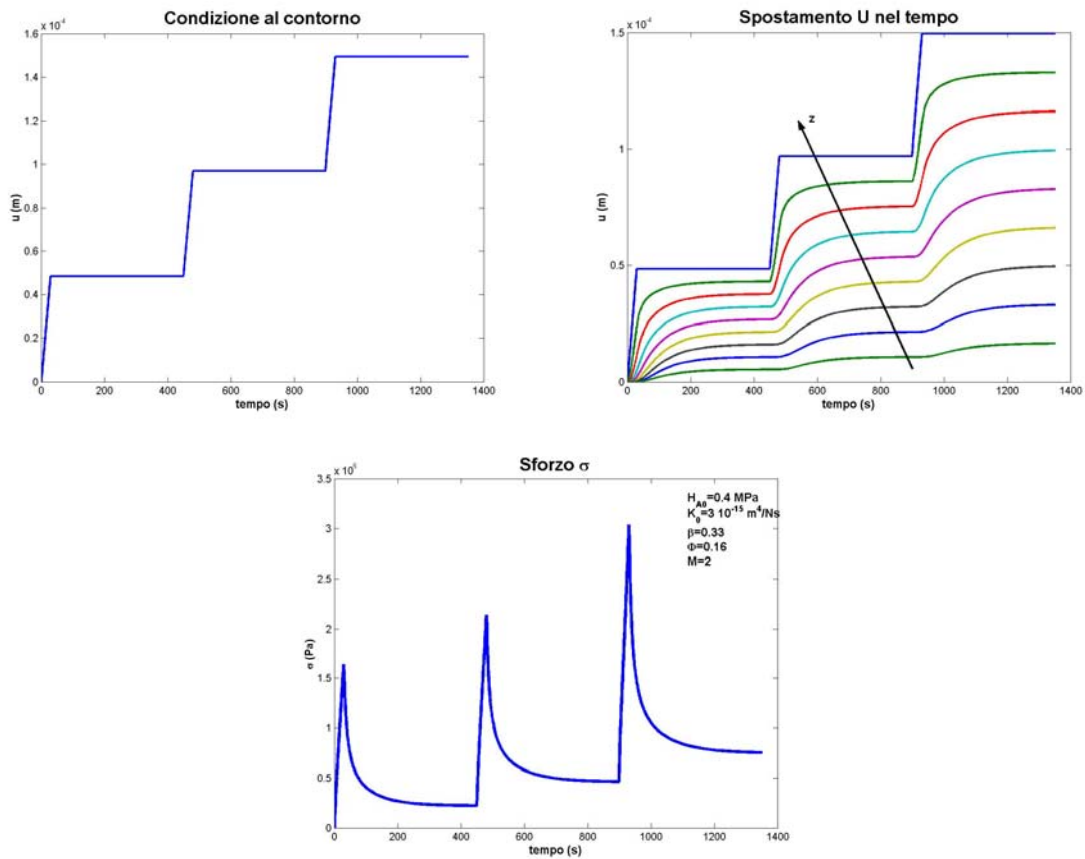 Condizione al contorno
x 10⁻⁴
1.6
1.4
1.2
1
0.8
0.6
0.4
0.2
0
0 200 400 600 800 1000 1200 1400
u (m)
tempo (s)
Spostamento U nel tempo
x 10⁻⁴
1.5
1
0.5
0
0 200 400 600 800 1000 1200 1400
u (m)
z
tempo (s)
Sforzo σ
3.5
3
2.5
2
1.5
1
0.5
0
0 200 400 600 800 1000 1200 1400
σ (Pa)
tempo (s)
H_A0=0.4 MPa
K_0=3 10⁻¹⁵ m⁴/Ns
β=0.33
Φ=0.16
M=2